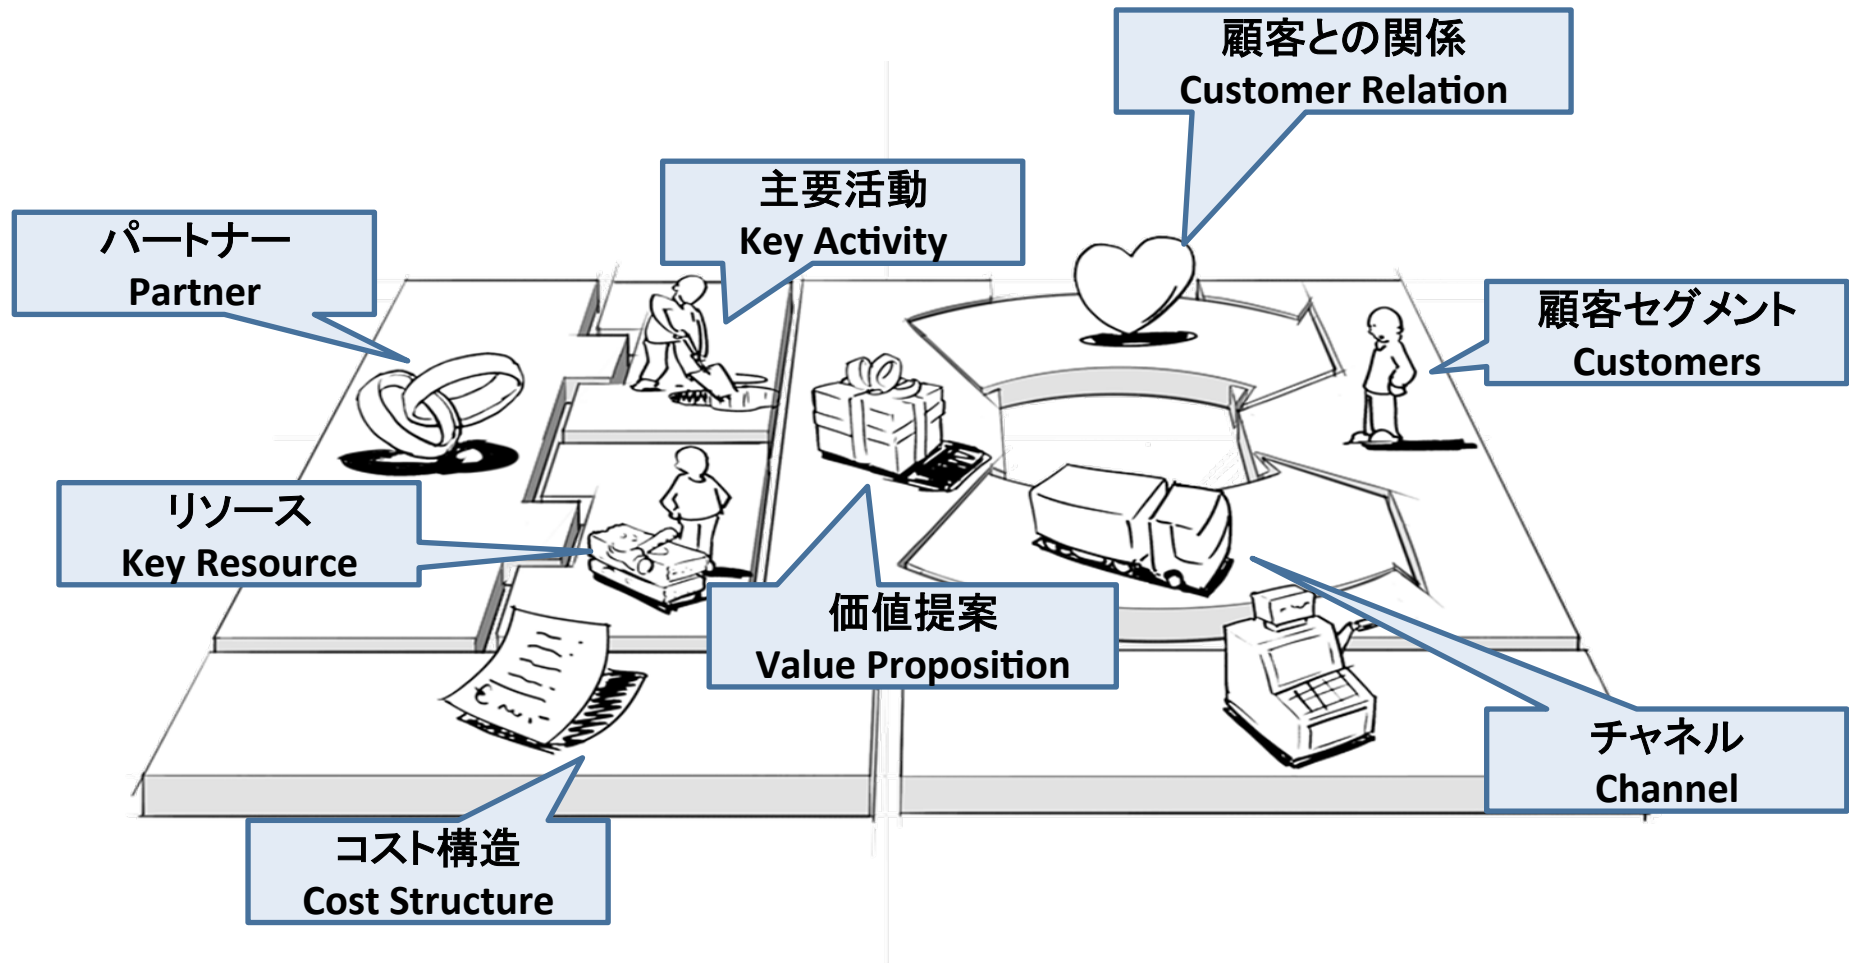 顧客との関係
Customer Relation
主要活動
Key Activity
パートナー
Partner
顧客セグメント
Customers
リソース
Key Resource
価値提案
Value Proposition
チャネル
Channel
コスト構造
Cost Structure